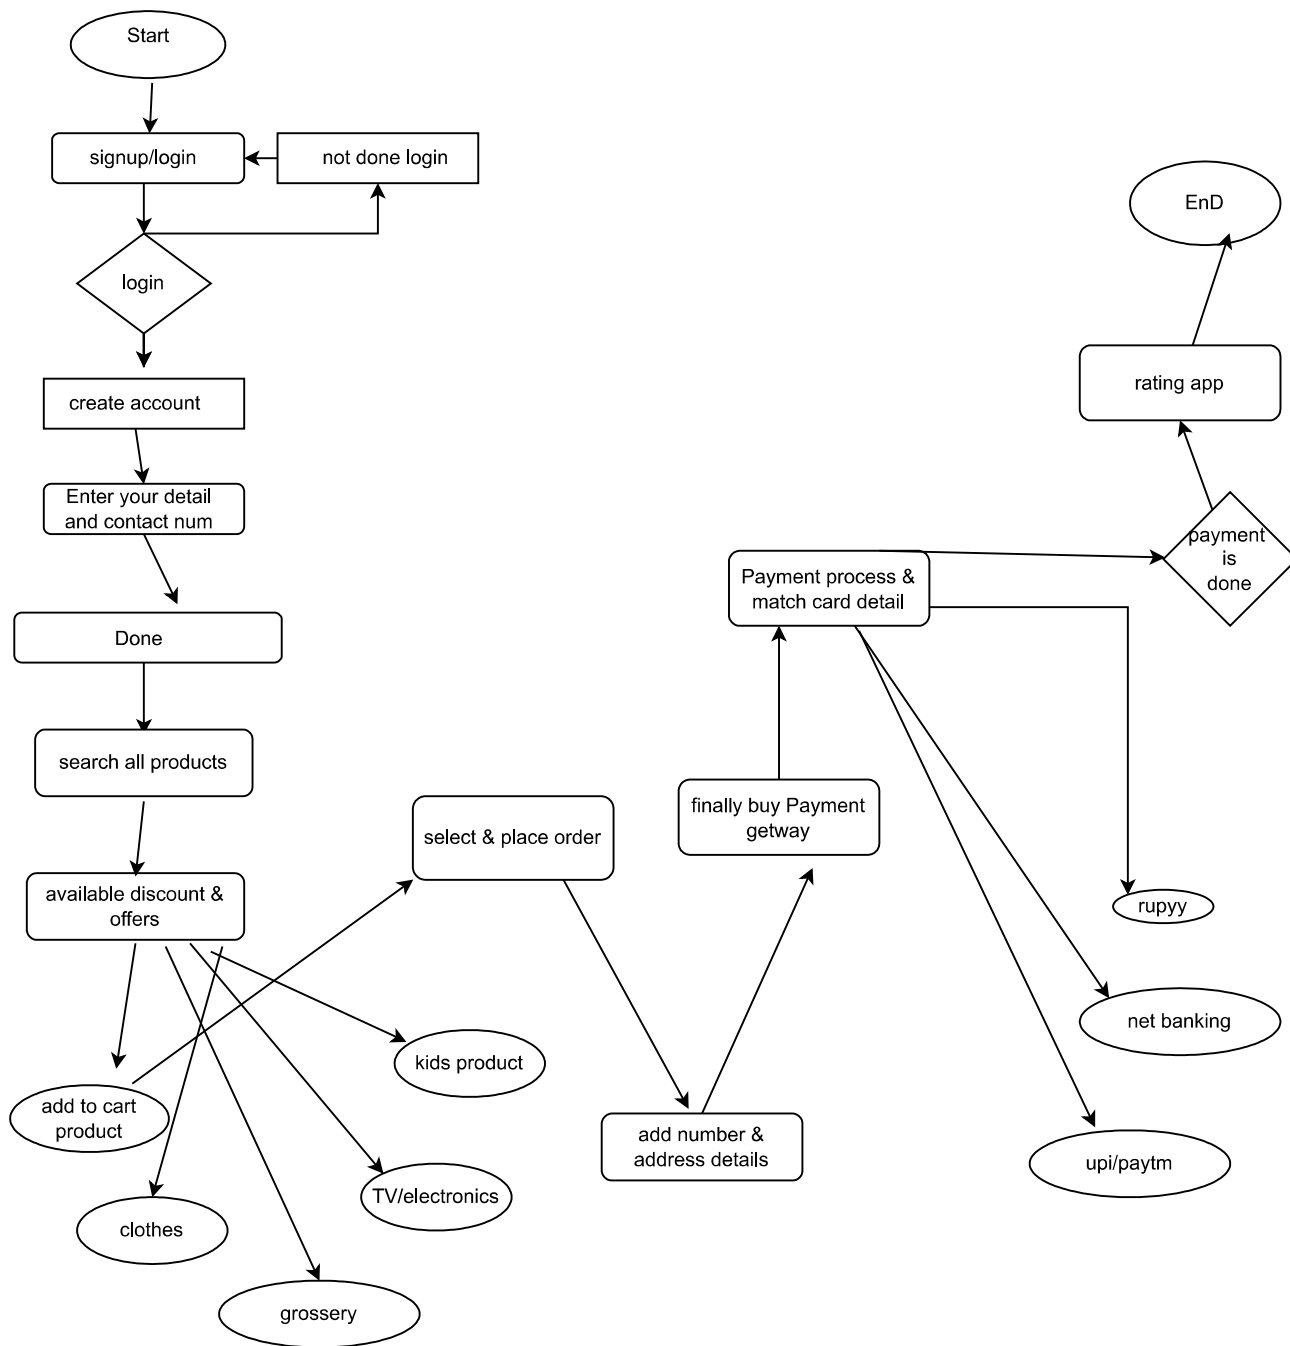 Start
signup/login
not done login
login
create account
Enter your detail
and contact num
Done
search all products
available discount &
offers
add to cart
product
clothes
grossery
TV/electronics
kids product
select & place order
add number &
address details
finally buy Payment
getway
Payment process &
match card detail
rupyy
net banking
upi/paytm
payment
is
done
rating app
EnD